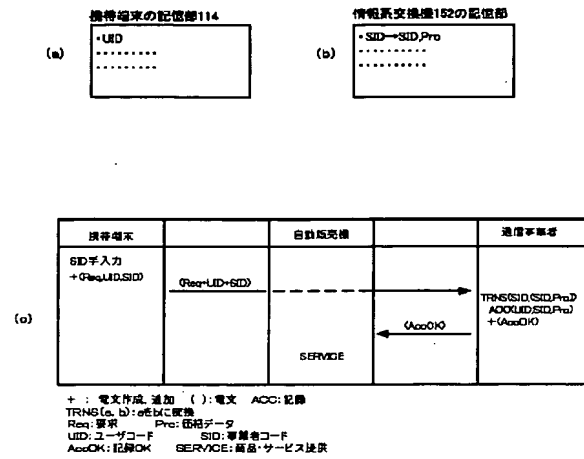 携帯端末の記憶部114
(a)
・UID
情報系交換機152の記憶部
(b)
・SID→SID,Pro
携帯端末
自動販売機
通信事業者
(c)
SID手入力
+(Req,UID,SID)
(Req+UID+SID)
TRNS(SID,(SID,Pro))
ACC(UID,SID,Pro)
+(AccOK)
(AccOK)
SERVICE
+ : 電文作成、追加 ( ):電文 ACC:記録
TRNS(a, b):aをbに変換
Req:要求 Pro:価格データ
UID:ユーザコード SID:事業者コード
AccOK:記録OK SERVICE:商品・サービス提供